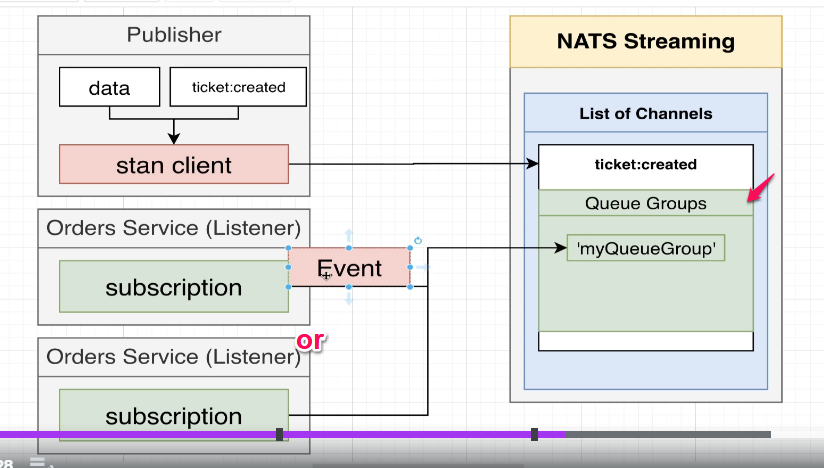 Publisher
data
ticket:created
stan client
Orders Service (Listener)
subscription
Event
or
Orders Service (Listener)
subscription
NATS Streaming
List of Channels
ticket:created
Queue Groups
'myQueueGroup'